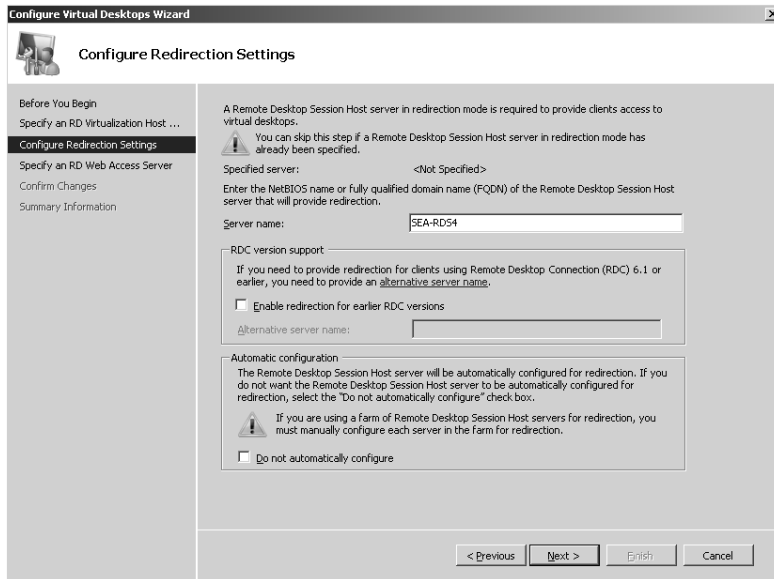 Configure Virtual Desktops Wizard
Configure Redirection Settings
Before You Begin
Specify an RD Virtualization Host ...
Configure Redirection Settings
Specify an RD Web Access Server
Confirm Changes
Summary Information
A Remote Desktop Session Host server in redirection mode is required to provide clients access to
virtual desktops.
You can skip this step if a Remote Desktop Session Host server in redirection mode has
already been specified.
Specified server: <Not Specified>
Enter the NetBIOS name or fully qualified domain name (FQDN) of the Remote Desktop Session Host
server that will provide redirection.
Server name: SEA-RDS4
RDC version support
If you need to provide redirection for clients using Remote Desktop Connection (RDC) 6.1 or
earlier, you need to provide an alternative server name.
Enable redirection for earlier RDC versions
Alternative server name:
Automatic configuration
The Remote Desktop Session Host server will be automatically configured for redirection. If you
do not want the Remote Desktop Session Host server to be automatically configured for
redirection, select the "Do not automatically configure" check box.
If you are using a farm of Remote Desktop Session Host servers for redirection, you
must manually configure each server in the farm for redirection.
Do not automatically configure
< Previous Next > Finish Cancel